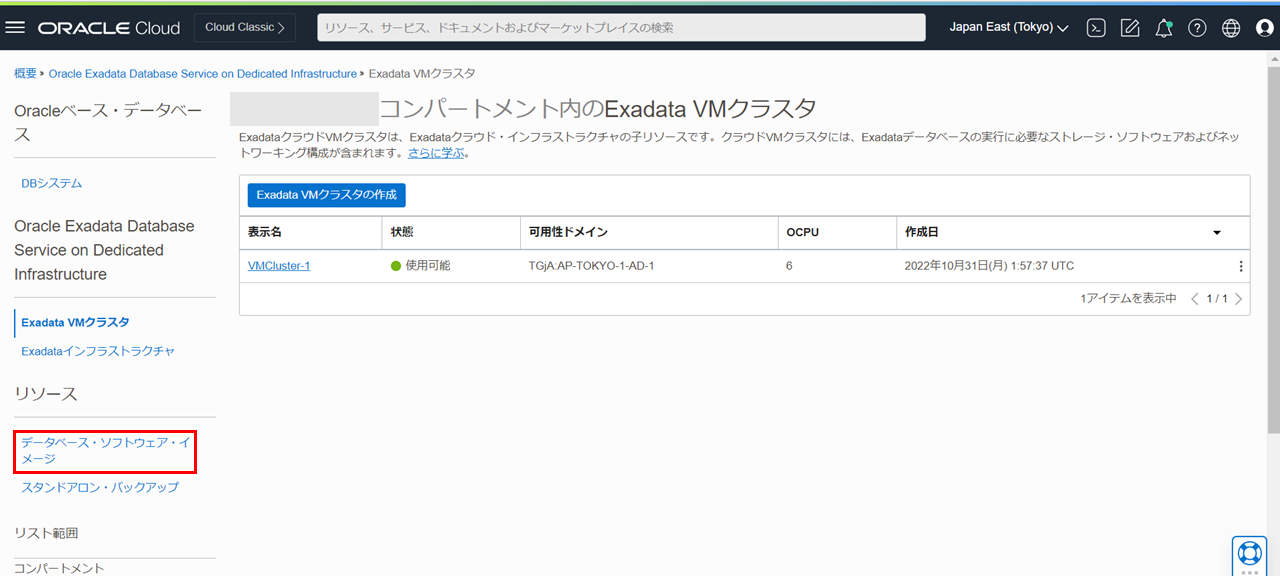 ORACLE Cloud
Cloud Classic
リソース、サービス、ドキュメントおよびマーケットプレイスの検索
Japan East (Tokyo)
概要 » Oracle Exadata Database Service on Dedicated Infrastructure » Exadata VMクラスタ
Oracleベース・データベー
ス
DBシステム
Oracle Exadata Database
Service on Dedicated
Infrastructure
Exadata VMクラスタ
Exadataインフラストラクチャ
リソース
データベース・ソフトウェア・イ
メージ
スタンドアロン・バックアップ
リスト範囲
コンパートメント
コンパートメント内のExadata VMクラスタ
ExadataクラウドVMクラスタは、Exadataクラウド・インフラストラクチャの子リソースです。クラウドVMクラスタには、Exadataデータベースの実行に必要なストレージ・ソフトウェアおよびネッ
トワーキング構成が含まれます。さらに学ぶ。
Exadata VMクラスタの作成
表示名 状態 可用性ドメイン OCPU 作成日
VMCluster-1 使用可能 TGjA:AP-TOKYO-1-AD-1 6 2022年10月31日(月) 1:57:37 UTC
1アイテムを表示中 1 / 1